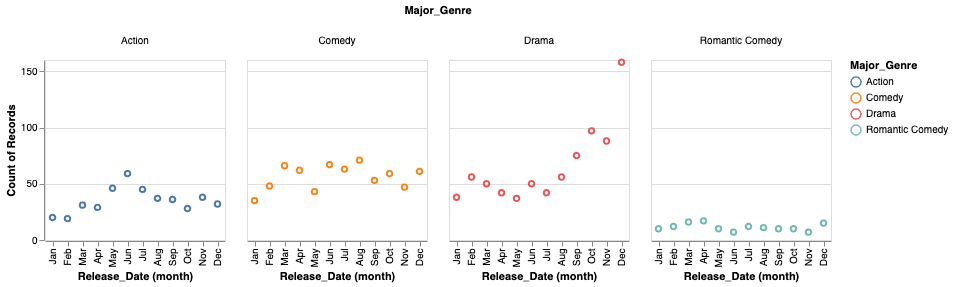 Major_Genre
Action
Comedy
Drama
Romantic Comedy
Count of Records
150
100
50
0
Jan Feb Mar Apr May Jun Jul Aug Sep Oct Nov Dec
Jan Feb Mar Apr May Jun Jul Aug Sep Oct Nov Dec
Jan Feb Mar Apr May Jun Jul Aug Sep Oct Nov Dec
Jan Feb Mar Apr May Jun Jul Aug Sep Oct Nov Dec
Release_Date (month)
Release_Date (month)
Release_Date (month)
Release_Date (month)
Major_Genre
Action
Comedy
Drama
Romantic Comedy